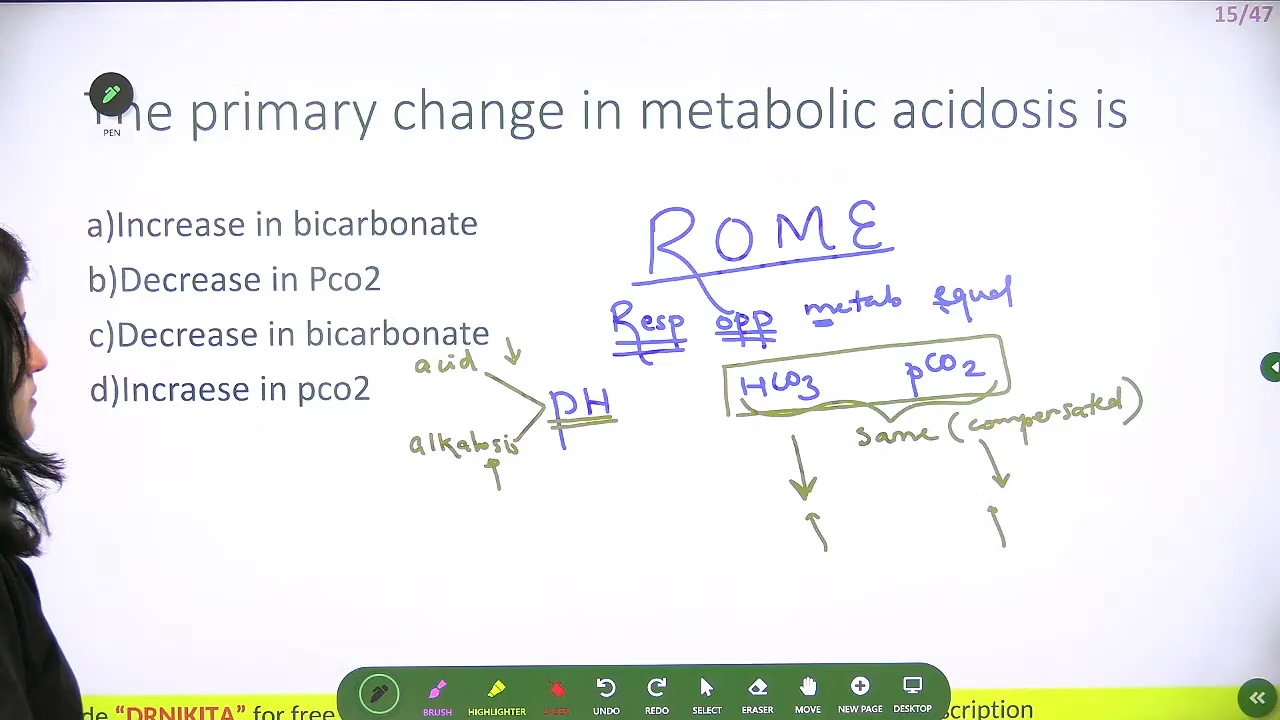 15/47
The primary change in metabolic acidosis is
PEN
a)Increase in bicarbonate
b)Decrease in Pco2
c)Decrease in bicarbonate
d)Incraese in pco2
ROME
Resp opp metab Equal
acid ↓
pH
alkalosis
↑
HCO3 pCO2
same (compensated)
↓ ↓
↑ ↑
BRUSH HIGHLIGHTER UNDO REDO SELECT ERASER MOVE NEW PAGE DESKTOP
de "DRNIKITA" for free
scription